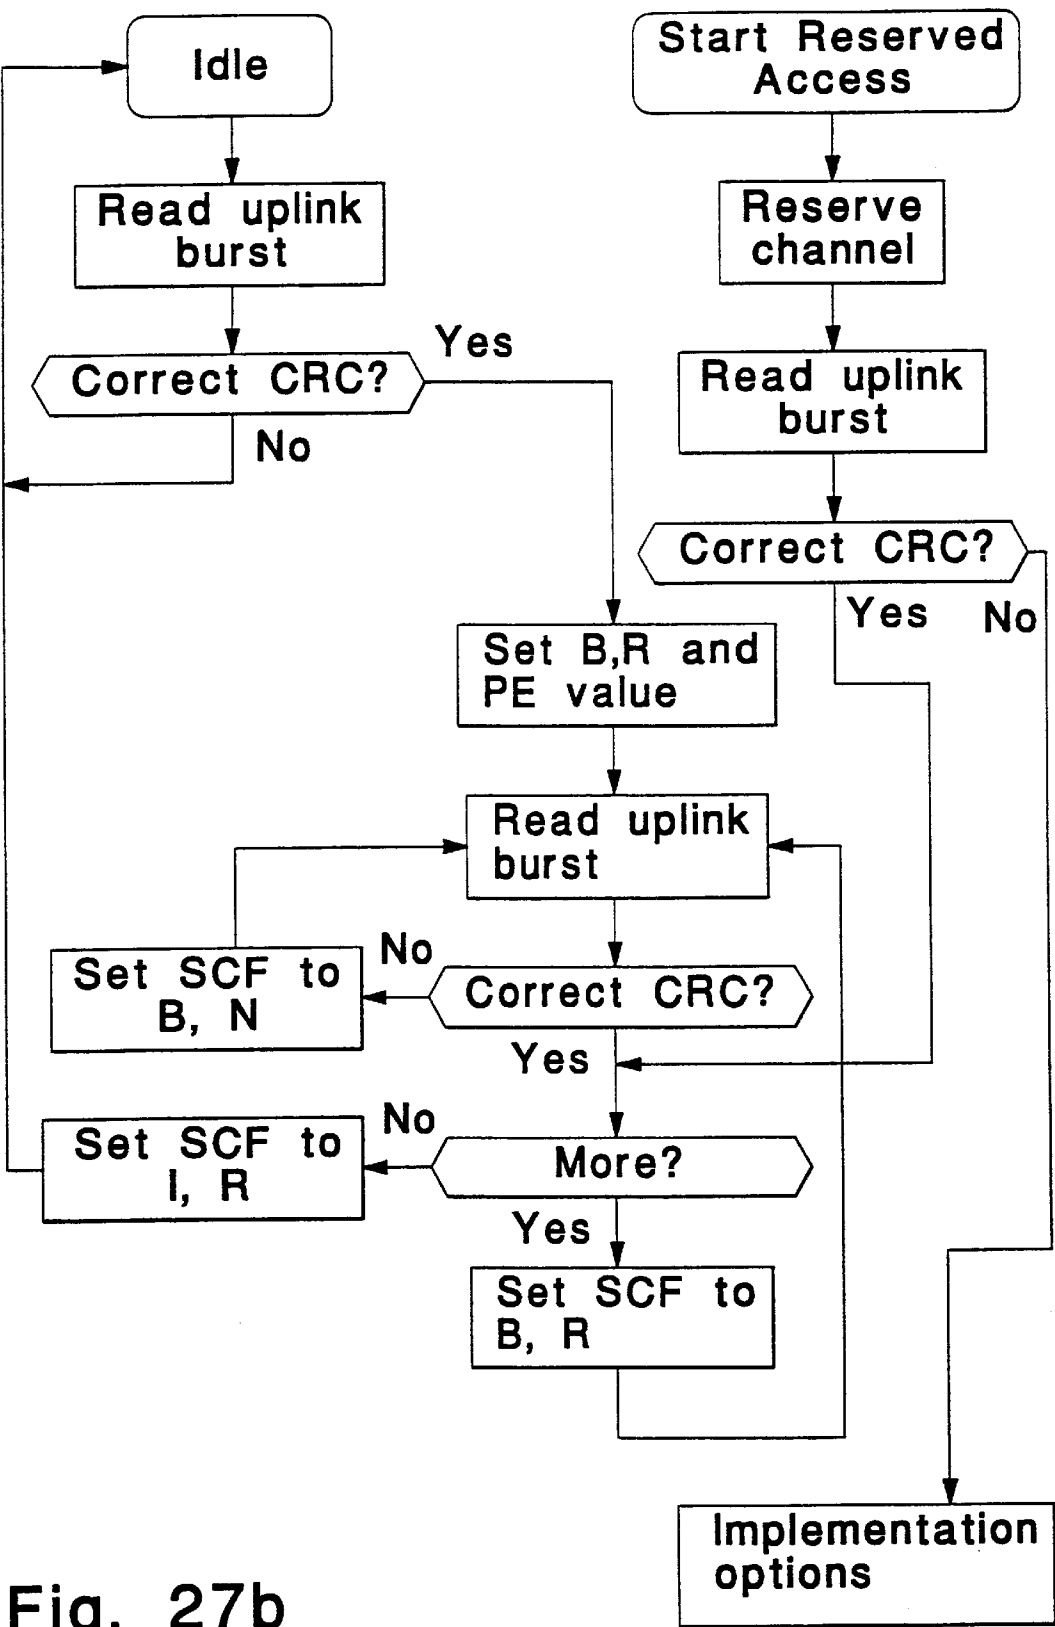 Idle
Start Reserved
Access
Read uplink
burst
Reserve
channel
Correct CRC?
Yes
No
Read uplink
burst
Correct CRC?
Yes
No
Set B,R and
PE value
Read uplink
burst
Set SCF to
B, N
No
Correct CRC?
Yes
Set SCF to
I, R
No
More?
Yes
Set SCF to
B, R
Implementation
options
Fig. 27b